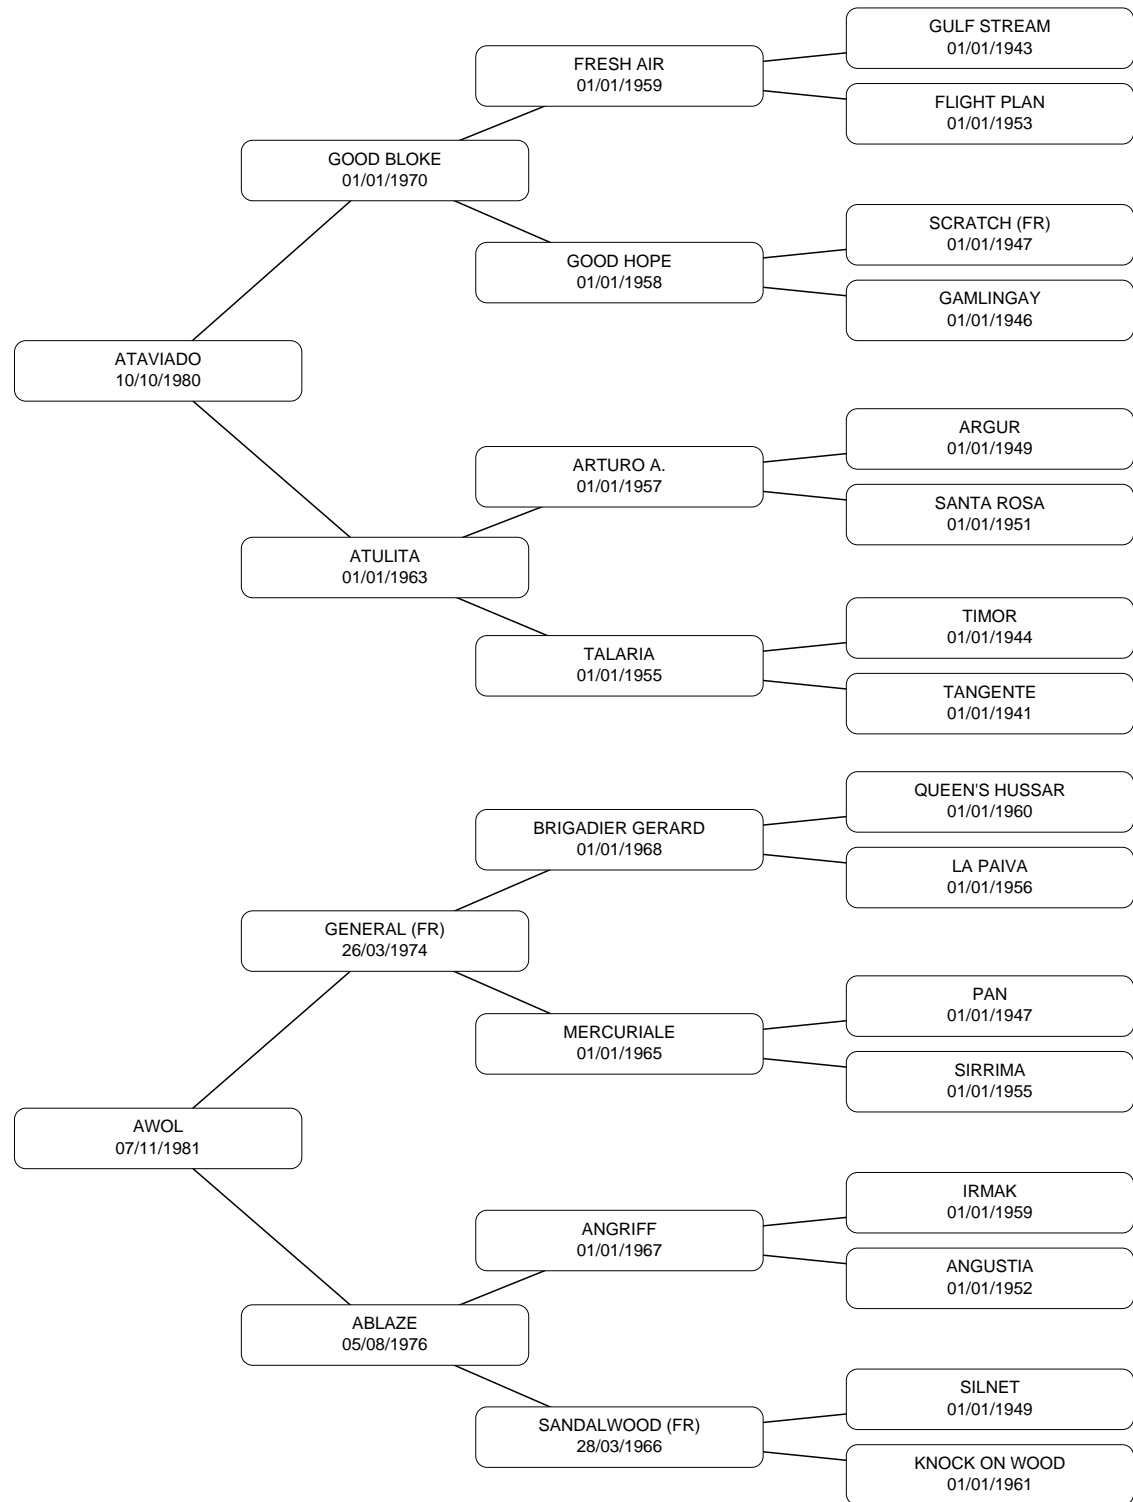 GULF STREAM
01/01/1943
FRESH AIR
01/01/1959
FLIGHT PLAN
01/01/1953
GOOD BLOKE
01/01/1970
SCRATCH (FR)
01/01/1947
GOOD HOPE
01/01/1958
GAMLINGAY
01/01/1946
ATAVIADO
10/10/1980
ARGUR
01/01/1949
ARTURO A.
01/01/1957
SANTA ROSA
01/01/1951
ATULITA
01/01/1963
TIMOR
01/01/1944
TALARIA
01/01/1955
TANGENTE
01/01/1941
QUEEN'S HUSSAR
01/01/1960
BRIGADIER GERARD
01/01/1968
LA PAIVA
01/01/1956
GENERAL (FR)
26/03/1974
PAN
01/01/1947
MERCURIALE
01/01/1965
SIRRIMA
01/01/1955
AWOL
07/11/1981
IRMAK
01/01/1959
ANGRIFF
01/01/1967
ANGUSTIA
01/01/1952
ABLAZE
05/08/1976
SILNET
01/01/1949
SANDALWOOD (FR)
28/03/1966
KNOCK ON WOOD
01/01/1961